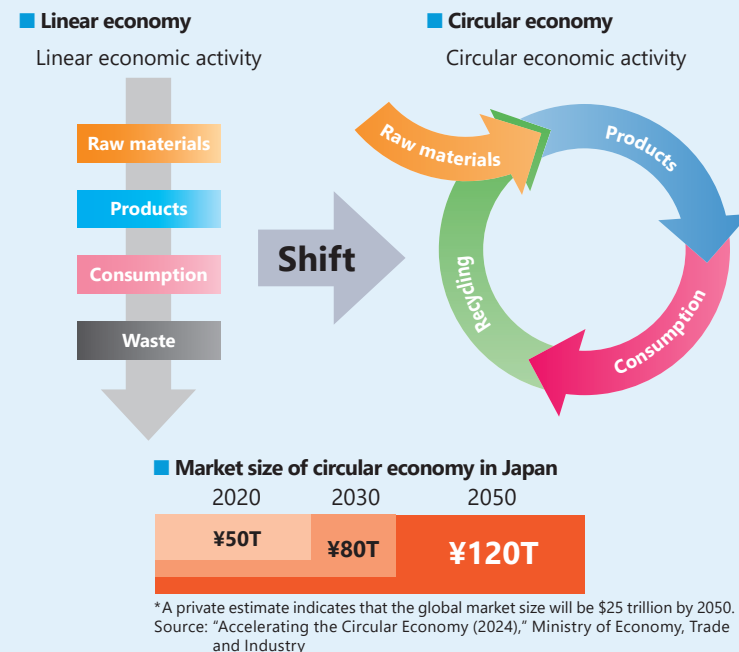 Linear economy
Linear economic activity
Raw materials
Products
Consumption
Waste
Shift
Circular economy
Circular economic activity
Raw materials
Products
Consumption
Recycling
Market size of circular economy in Japan
2020 2030 2050
¥50T ¥80T ¥120T
*A private estimate indicates that the global market size will be $25 trillion by 2050.
Source: "Accelerating the Circular Economy (2024)," Ministry of Economy, Trade
and Industry